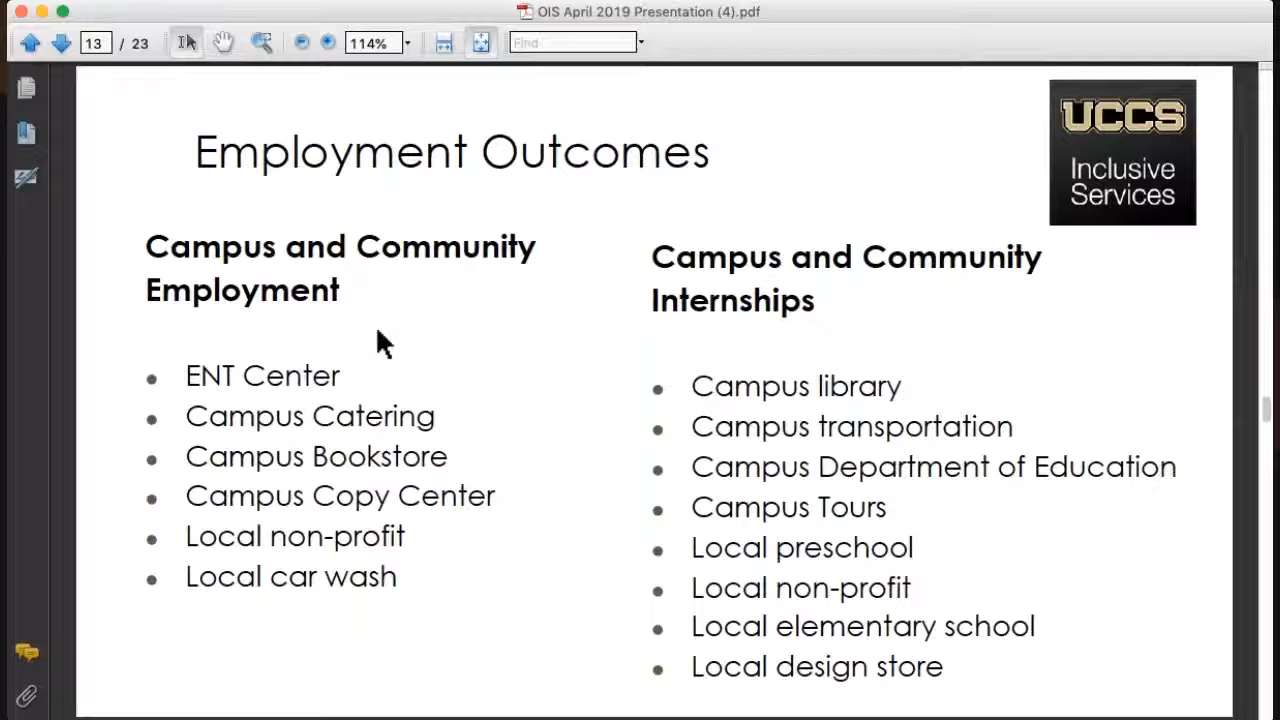 OIS April 2019 Presentation (4).pdf
13 / 23
114%
Find
UCCS
Inclusive
Services
Employment Outcomes
Campus and Community
Employment
ENT Center
Campus Catering
Campus Bookstore
Campus Copy Center
Local non-profit
Local car wash
Campus and Community
Internships
Campus library
Campus transportation
Campus Department of Education
Campus Tours
Local preschool
Local non-profit
Local elementary school
Local design store